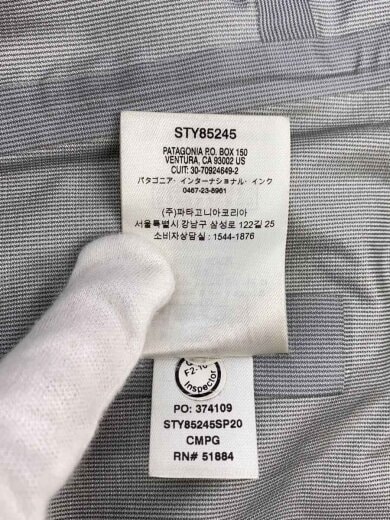 STY85245
PATAGONIA P.O. BOX 150
VENTURA, CA 93002 US
CUIT: 30-70924649-2
パタゴニア・インターナショナル・インク
0467-23-8961
(주)파타고니아코리아
서울특별시 강남구 삼성로 122길 25
소비자상담실 : 1544-1876
Inspector
PO: 374109
STY85245SP20
CMPG
RN# 51884